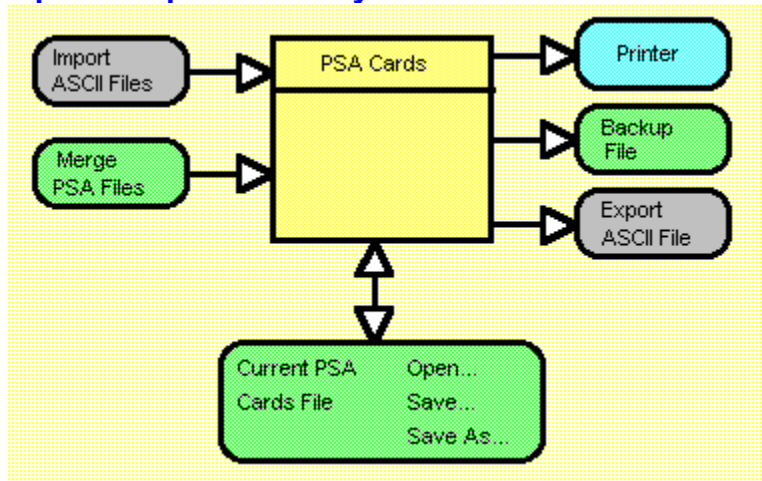 Import
ASCII Files
PSA Cards
Printer
Merge
PSA Files
Backup
File
Export
ASCII File
Current PSA
Cards File
Open...
Save...
Save As...